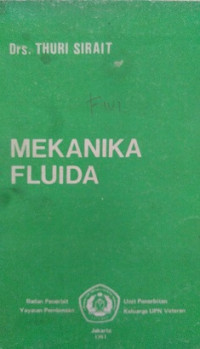 Drs. THURI SIRAIT
MEKANIKA
FLUIDA
Badan Penerbit
Unit Penerbitan
Yayasan Pembinaan
Keluarga UPN Veteran
Jakarta